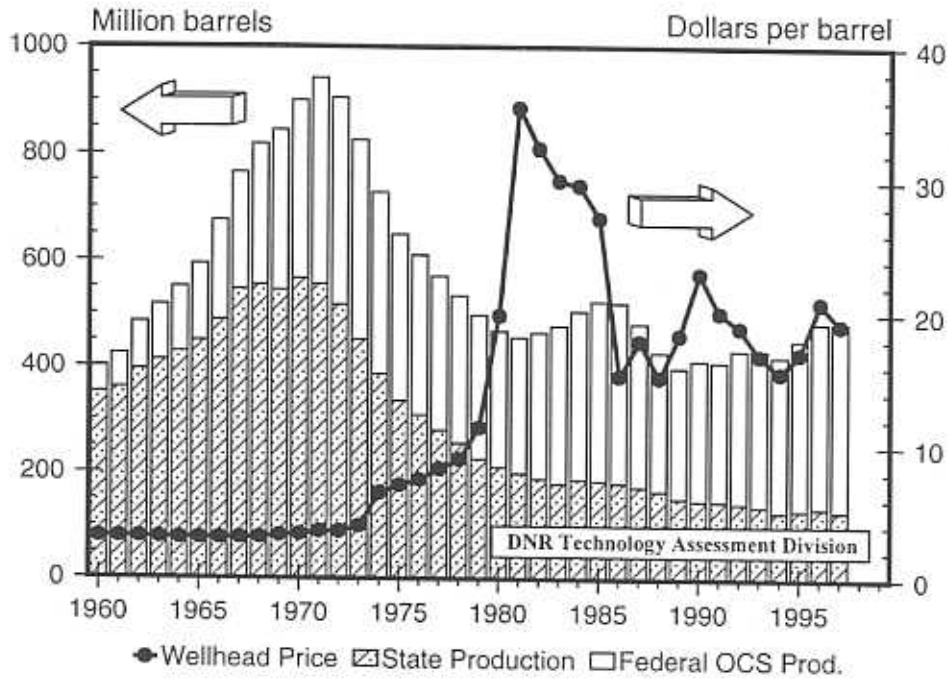 Million barrels
Dollars per barrel
1000
800
600
400
200
0
40
30
20
10
0
DNR Technology Assessment Division
1960 1965 1970 1975 1980 1985 1990 1995
Wellhead Price State Production Federal OCS Prod.